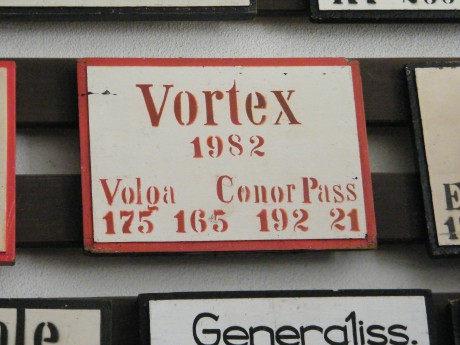 Vortex
1982
Volga Conor Pass
175 165 192 21
Generaliss.